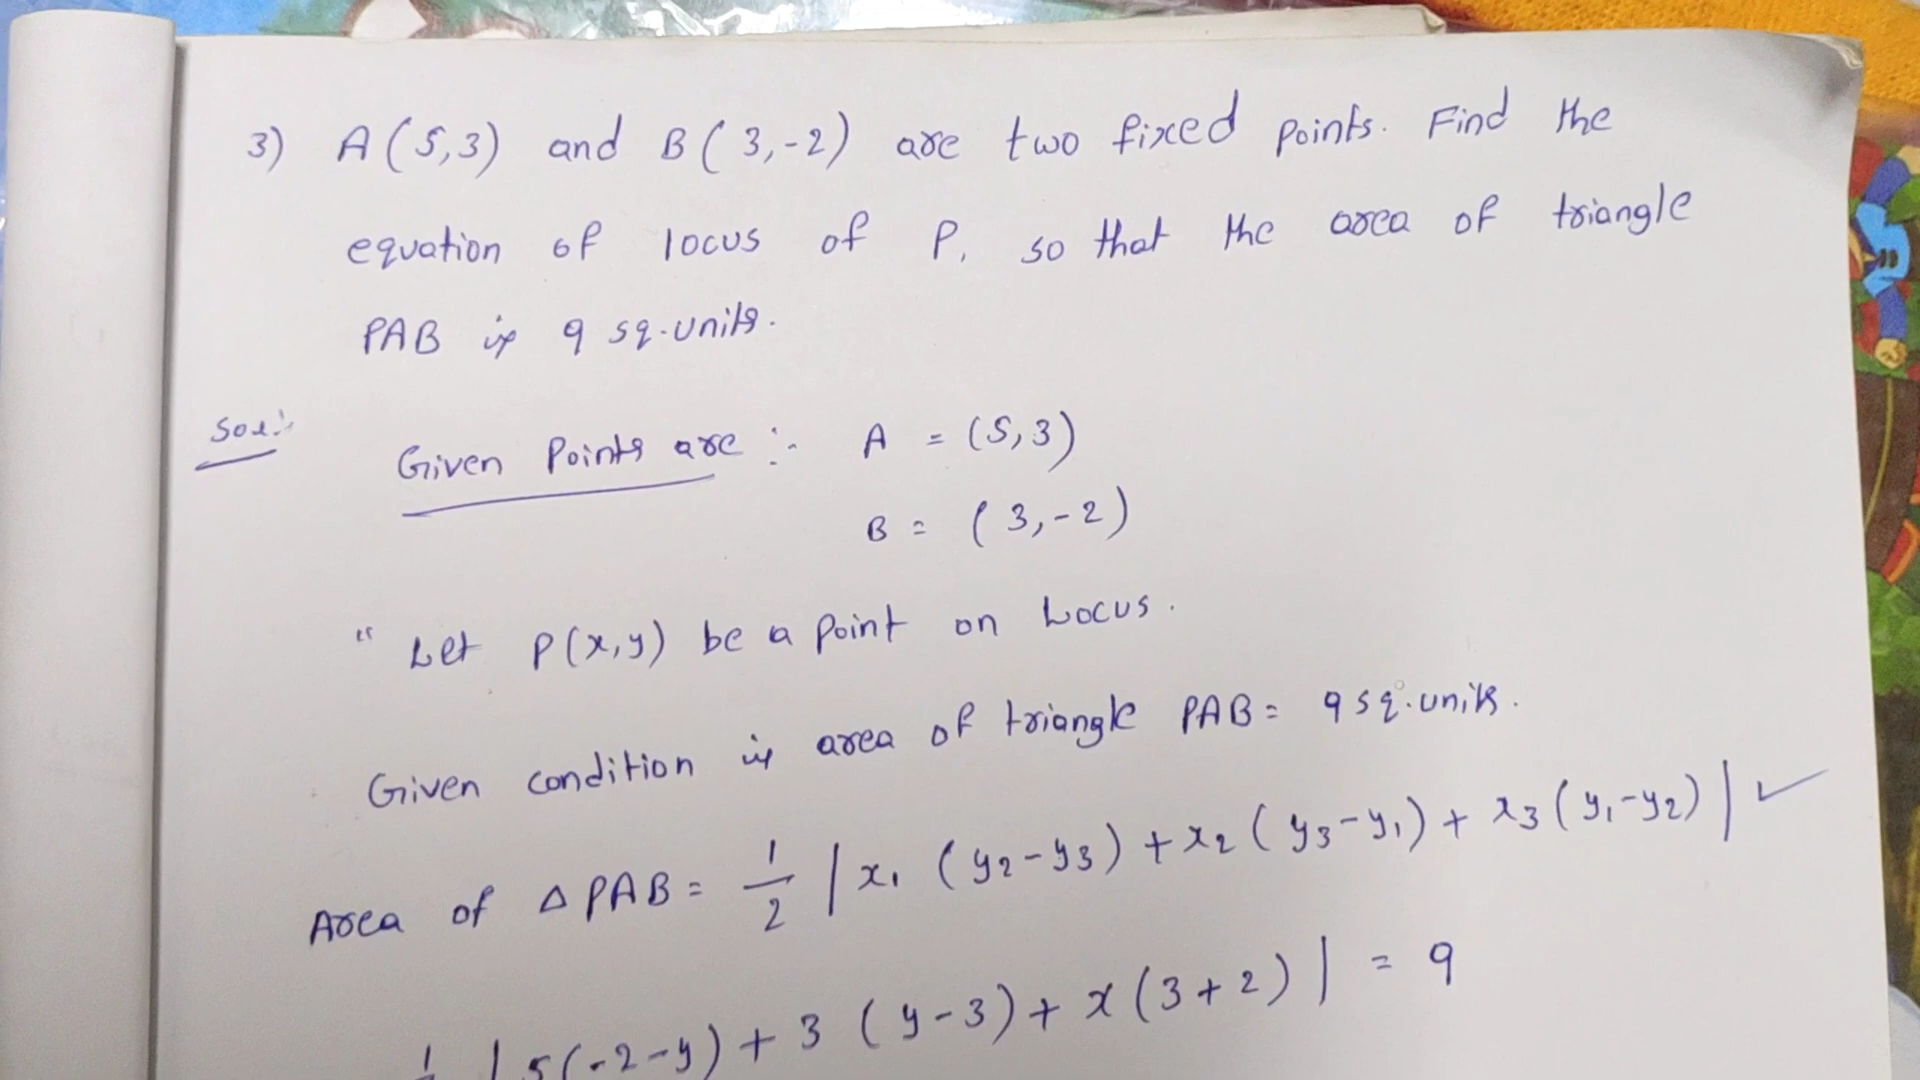 3) A(5,3) and B(3,-2) are two fixed points. Find the
equation of locus of P, so that the area of triangle
PAB is 9 sq.units.
Sol:-
Given Points are :- A = (5,3)
B = (3,-2)
" Let P(x,y) be a point on Locus.
Given condition is area of triangle PAB = 9 sq.units.
Area of △PAB = 1/2 | x₁ (y₂-y₃) + x₂ (y₃-y₁) + x₃ (y₁-y₂) | ✓
1 | 5(-2-y) + 3 (y-3) + x (3+2) | = 9